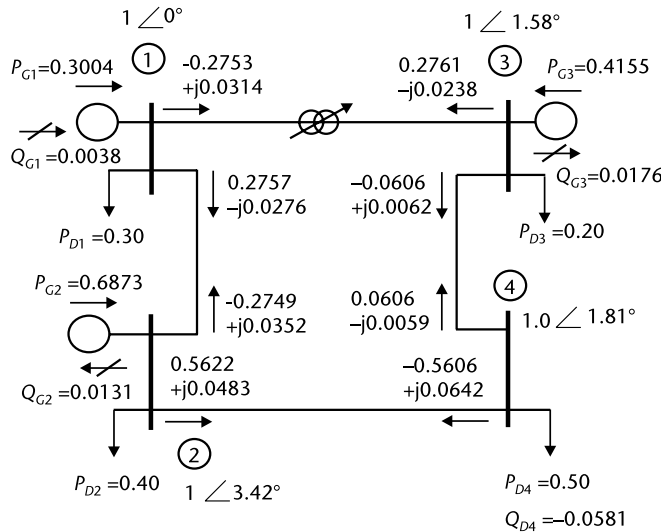 1 ∠0°
1 ∠ 1.58°
1
3
P_G1=0.3004
-0.2753
+j0.0314
0.2761
−j0.0238
P_G3=0.4155
Q_G1=0.0038
Q_G3=0.0176
0.2757
−j0.0276
-0.0606
+j0.0062
P_D1 =0.30
P_D3 =0.20
P_G2=0.6873
-0.2749
+j0.0352
0.0606
−j0.0059
4
1.0 ∠ 1.81°
Q_G2 =0.0131
0.5622
+j0.0483
−0.5606
+j0.0642
P_D2 =0.40
2
1 ∠3.42°
P_D4 =0.50
Q_D4 =−0.0581